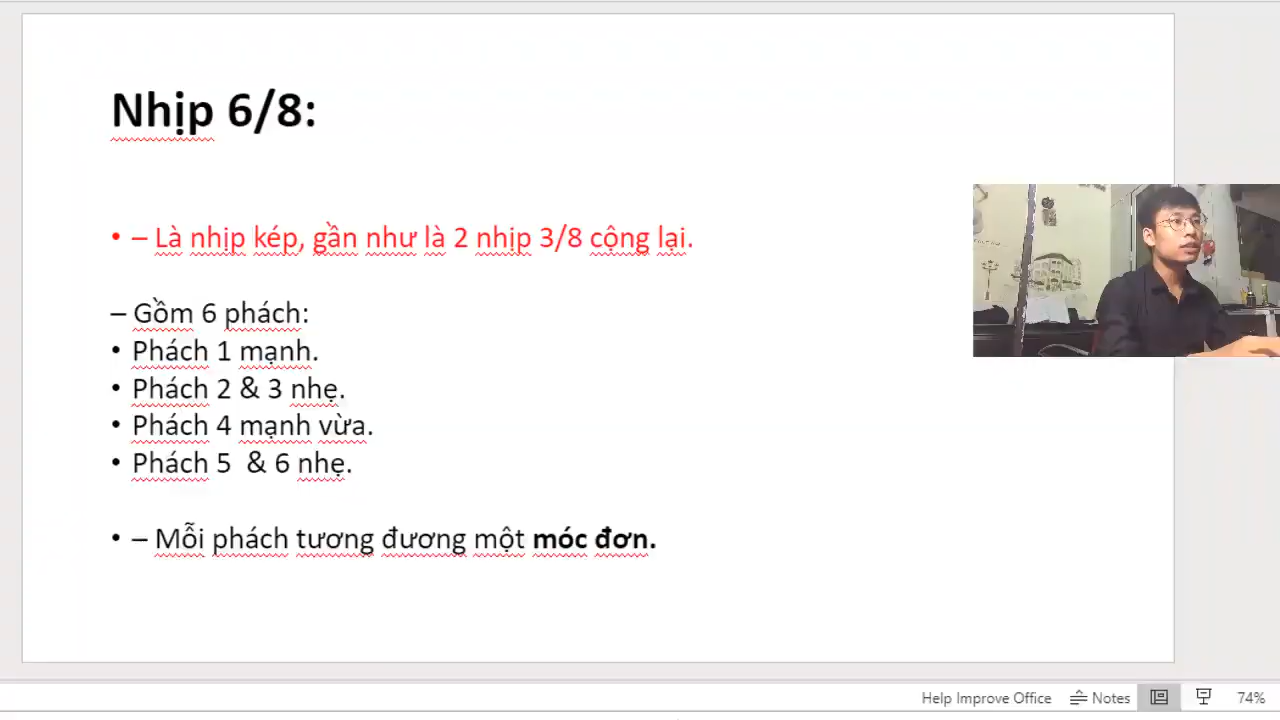 Nhịp 6/8:
• – Là nhịp kép, gần như là 2 nhịp 3/8 cộng lại.
– Gồm 6 phách:
• Phách 1 mạnh.
• Phách 2 & 3 nhẹ.
• Phách 4 mạnh vừa.
• Phách 5 & 6 nhẹ.
• – Mỗi phách tương đương một móc đơn.
Help Improve Office Notes 74%